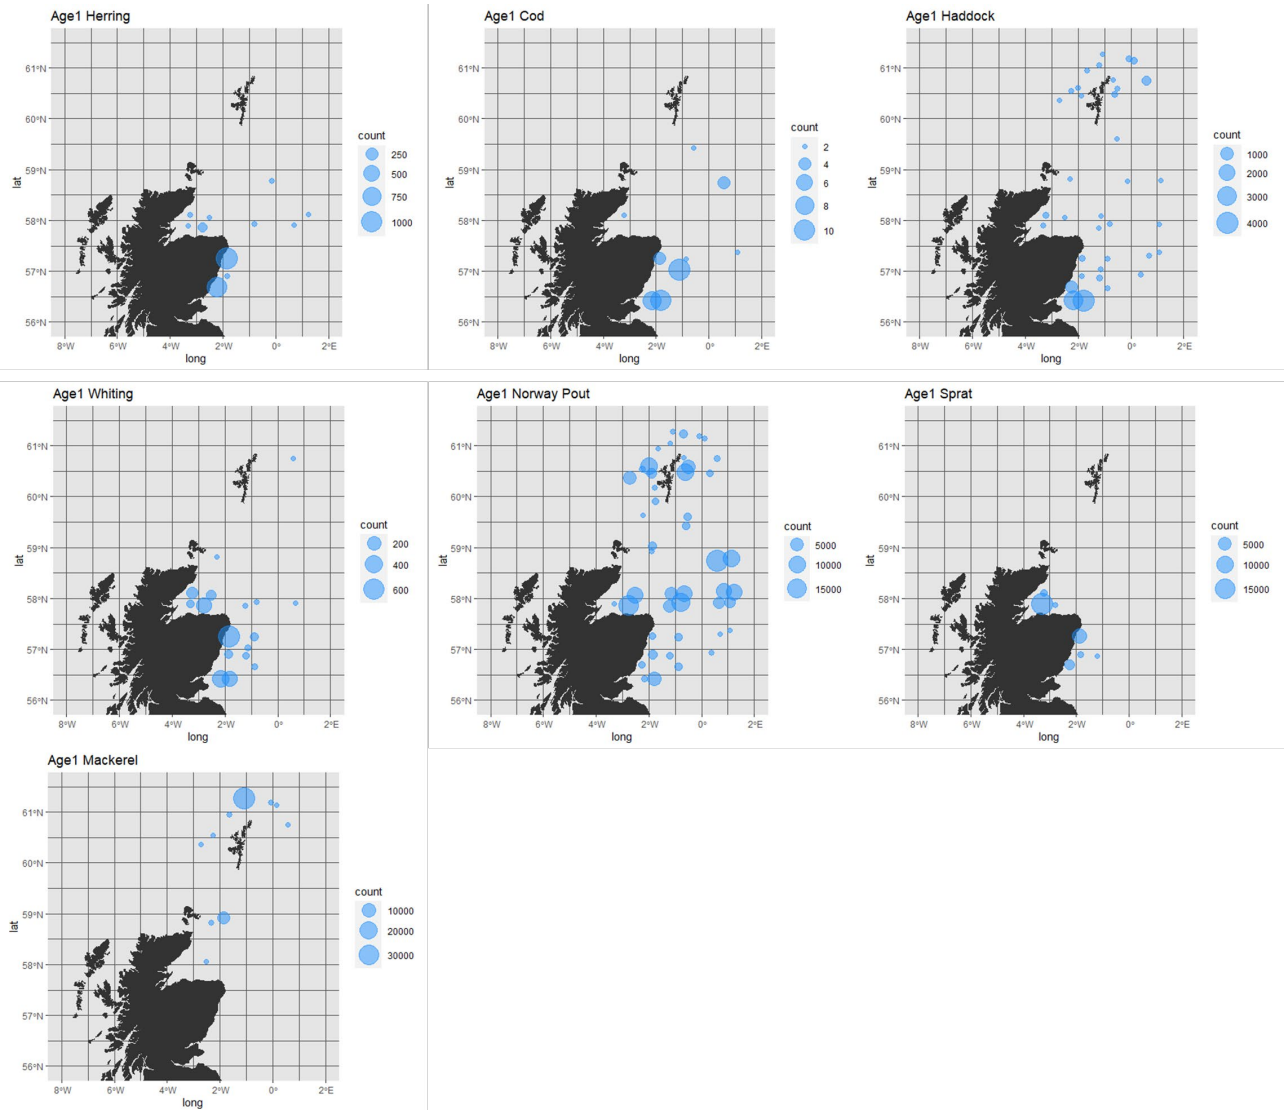 Age1 Herring
61°N
60°N
59°N
58°N
57°N
56°N
lat
8°W 6°W 4°W 2°W 0° 2°E
long
count
250
500
750
1000
Age1 Cod
61°N
60°N
59°N
58°N
57°N
56°N
lat
8°W 6°W 4°W 2°W 0° 2°E
long
count
2
4
6
8
10
Age1 Haddock
61°N
60°N
59°N
58°N
57°N
56°N
lat
8°W 6°W 4°W 2°W 0° 2°E
long
count
1000
2000
3000
4000
Age1 Whiting
61°N
60°N
59°N
58°N
57°N
56°N
lat
8°W 6°W 4°W 2°W 0° 2°E
long
count
200
400
600
Age1 Norway Pout
61°N
60°N
59°N
58°N
57°N
56°N
lat
8°W 6°W 4°W 2°W 0° 2°E
long
count
5000
10000
15000
Age1 Sprat
61°N
60°N
59°N
58°N
57°N
56°N
lat
8°W 6°W 4°W 2°W 0° 2°E
long
count
5000
10000
15000
Age1 Mackerel
61°N
60°N
59°N
58°N
57°N
56°N
lat
8°W 6°W 4°W 2°W 0° 2°E
long
count
10000
20000
30000